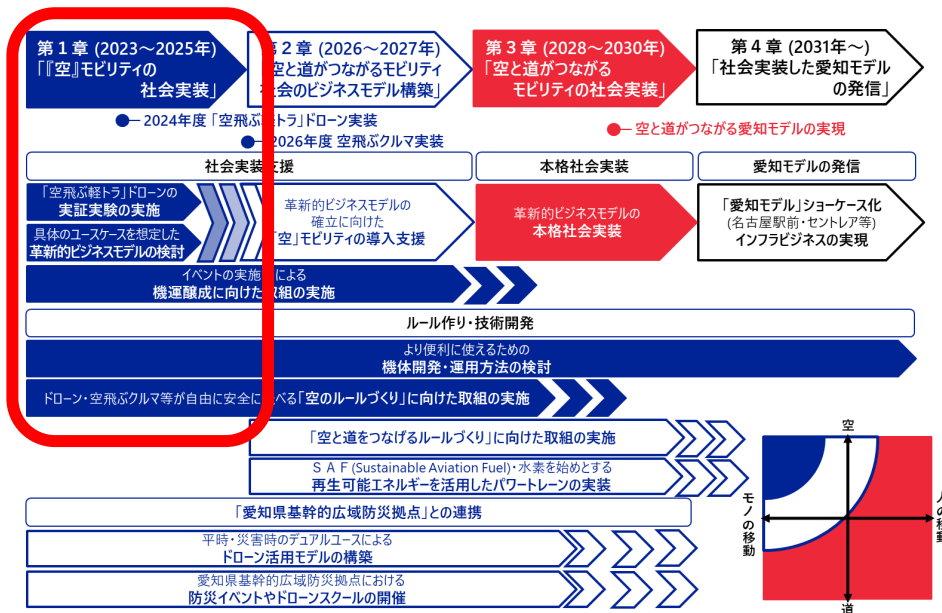 第１章 (2023～2025年)
「『空』モビリティの
社会実装」
第２章 (2026～2027年)
「空と道がつながるモビリティ
社会のビジネスモデル構築」
第３章 (2028～2030年)
「空と道がつながる
モビリティの社会実装」
第４章 (2031年～)
「社会実装した愛知モデル
の発信」
2024年度 「空飛ぶ軽トラ」ドローン実装
2026年度 空飛ぶクルマ実装
空と道がつながる愛知モデルの実現
社会実装支援
本格社会実装
愛知モデルの発信
「空飛ぶ軽トラ」ドローンの
実証実験の実施
具体のユースケースを想定した
革新的ビジネスモデルの検討
革新的ビジネスモデルの
確立に向けた
「空」モビリティの導入支援
革新的ビジネスモデルの
本格社会実装
「愛知モデル」ショーケース化
(名古屋駅前・セントレア等)
インフラビジネスの実現
イベントの実施 による
機運醸成に向けた取組の実施
ルール作り・技術開発
より便利に使えるための
機体開発・運用方法の検討
ドローン・空飛ぶクルマ等が自由に安全に べる「空のルールづくり」に向けた取組の実施
「空と道をつなげるルールづくり」に向けた取組の実施
ＳＡＦ(Sustainable Aviation Fuel)・水素を始めとする
再生可能エネルギーを活用したパワートレーンの実装
「愛知県基幹的広域防災拠点」との連携
平時・災害時のデュアルユースによる
ドローン活用モデルの構築
愛知県基幹的広域防災拠点における
防災イベントやドローンスクールの開催
空
モノの移動
人の移動
道